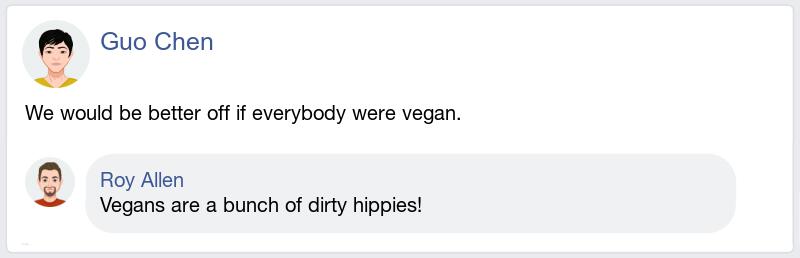 Guo Chen
We would be better off if everybody were vegan.
Roy Allen
Vegans are a bunch of dirty hippies!